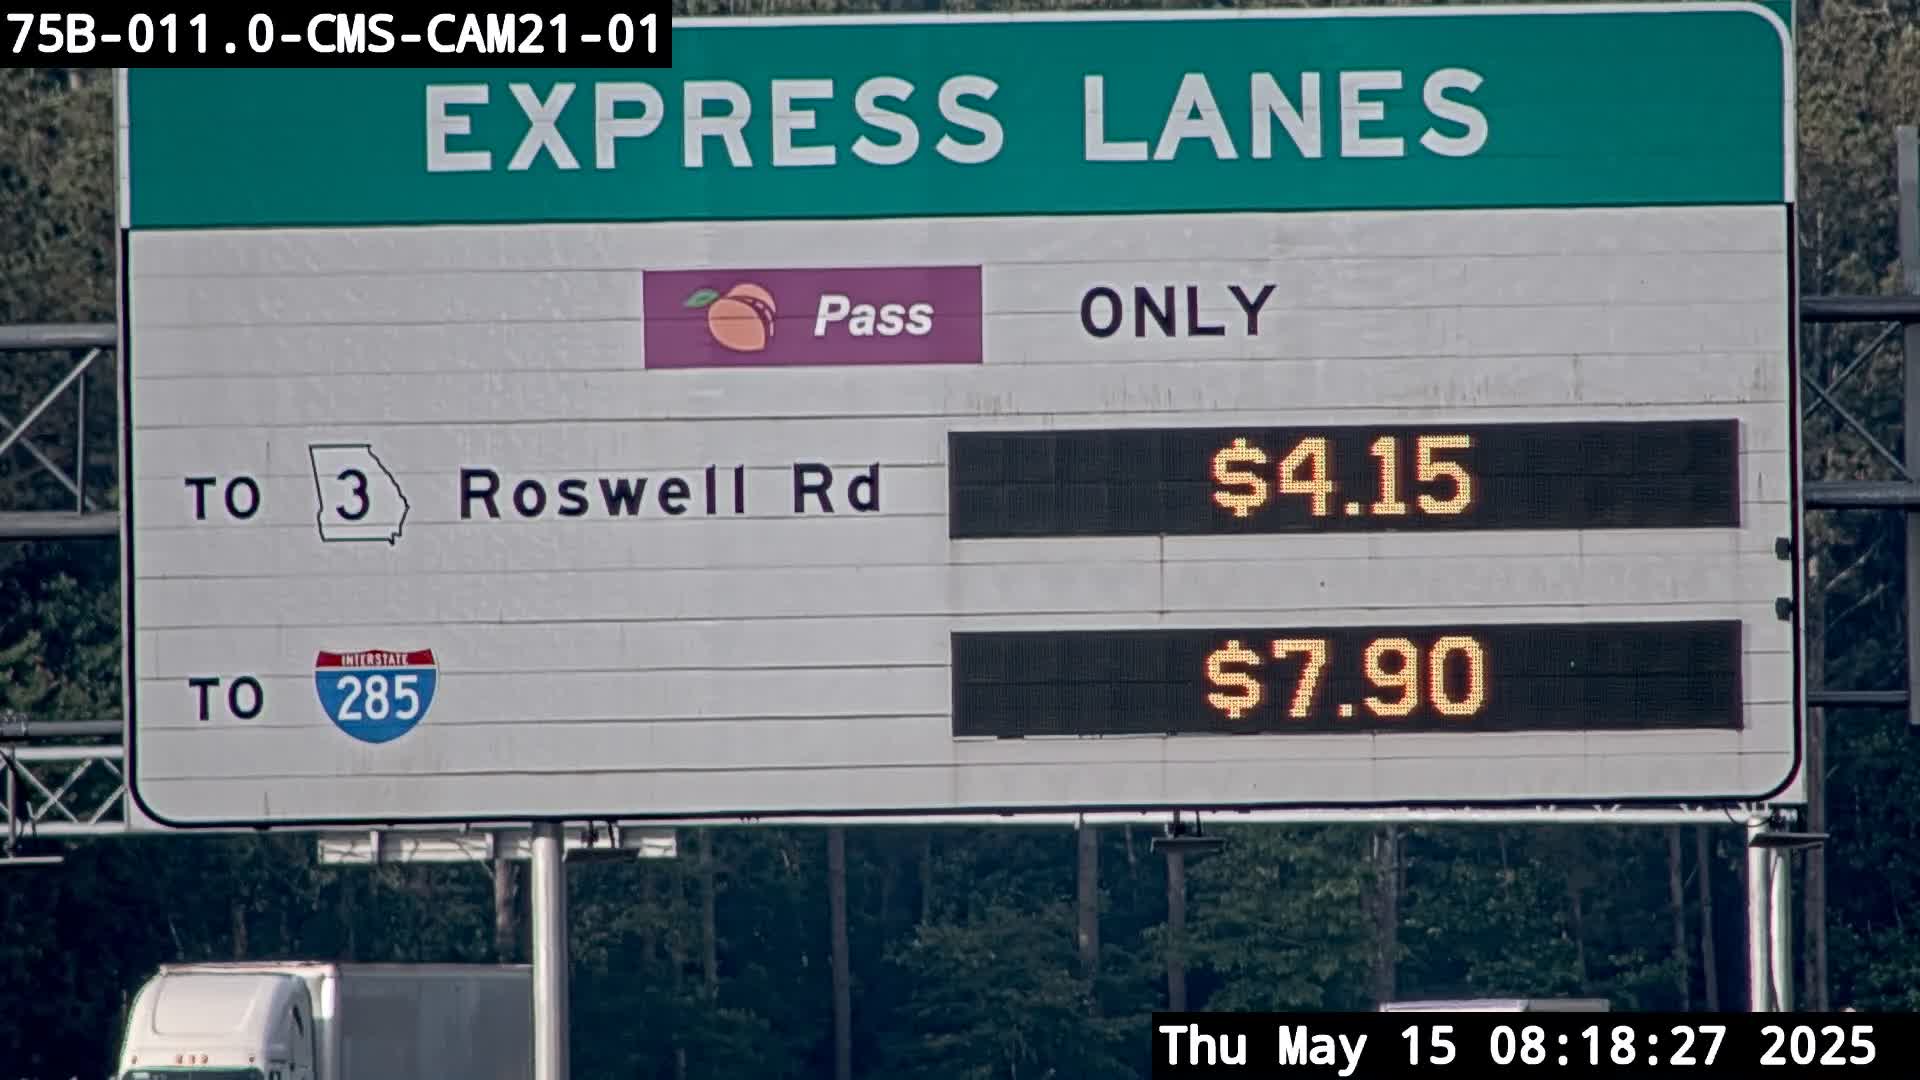 75B-011.0-CMS-CAM21-01
EXPRESS LANES
Pass ONLY
TO 3 Roswell Rd $4.15
TO INTERSTATE 285 $7.90
Thu May 15 08:18:27 2025